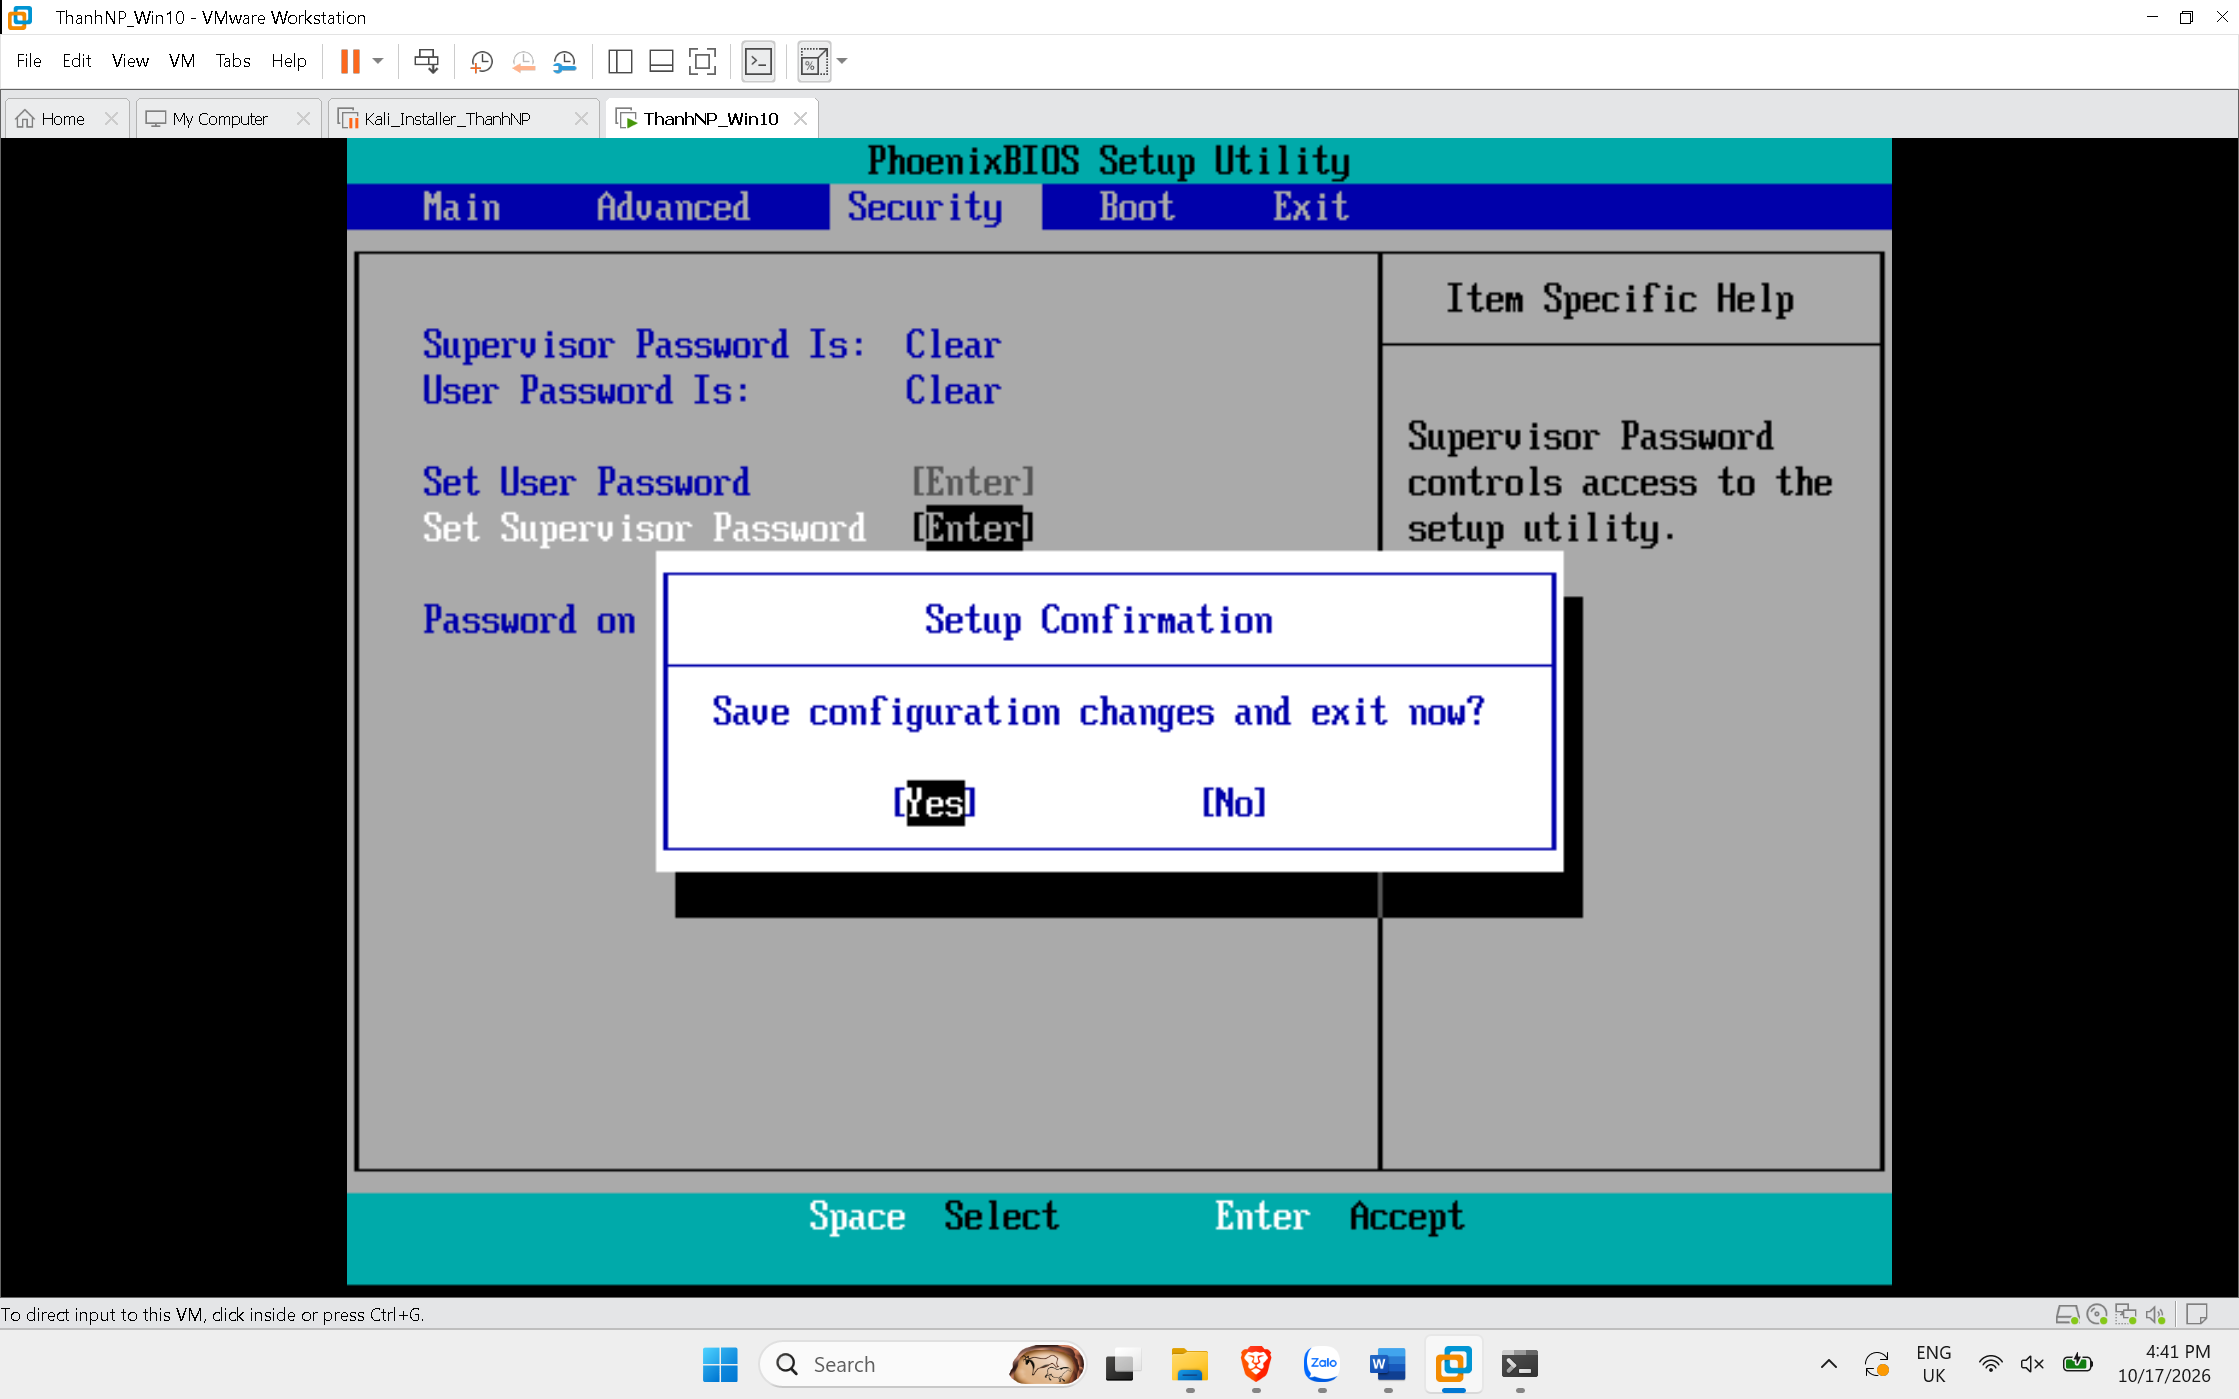 ThanhNP_Win10 - VMware Workstation
File Edit View VM Tabs Help
Home My Computer Kali_Installer_ThanhNP ThanhNP_Win10
PhoenixBIOS Setup Utility
Main Advanced Security Boot Exit
Item Specific Help
Supervisor Password Is: Clear
User Password Is: Clear
Supervisor Password
controls access to the
setup utility.
Set User Password [Enter]
Set Supervisor Password [Enter]
Password on
Setup Confirmation
Save configuration changes and exit now?
[Yes] [No]
Space Select Enter Accept
To direct input to this VM, click inside or press Ctrl+G.
Search
Zalo
W
ENG
UK
4:41 PM
10/17/2026